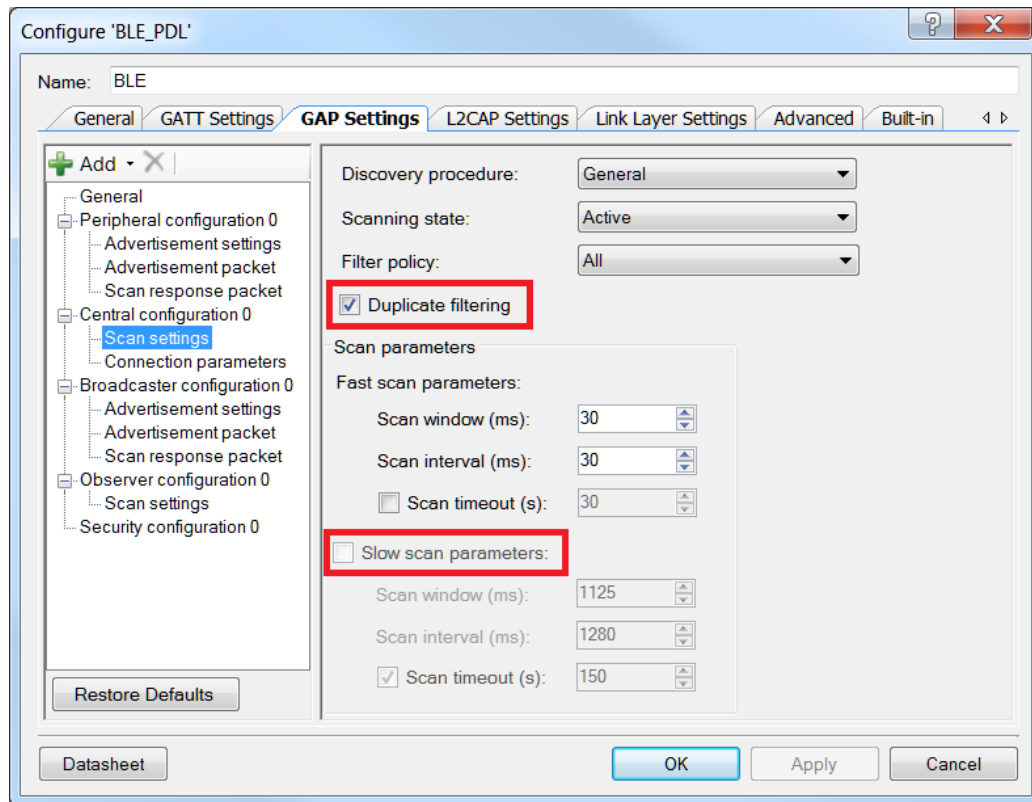 Configure 'BLE_PDL'
Name: BLE
General GATT Settings GAP Settings L2CAP Settings Link Layer Settings Advanced Built-in
Add
General
Peripheral configuration 0
Advertisement settings
Advertisement packet
Scan response packet
Central configuration 0
Scan settings
Connection parameters
Broadcaster configuration 0
Advertisement settings
Advertisement packet
Scan response packet
Observer configuration 0
Scan settings
Security configuration 0
Restore Defaults
Discovery procedure: General
Scanning state: Active
Filter policy: All
Duplicate filtering
Scan parameters
Fast scan parameters:
Scan window (ms): 30
Scan interval (ms): 30
Scan timeout (s): 30
Slow scan parameters:
Scan window (ms): 1125
Scan interval (ms): 1280
Scan timeout (s): 150
Datasheet OK Apply Cancel